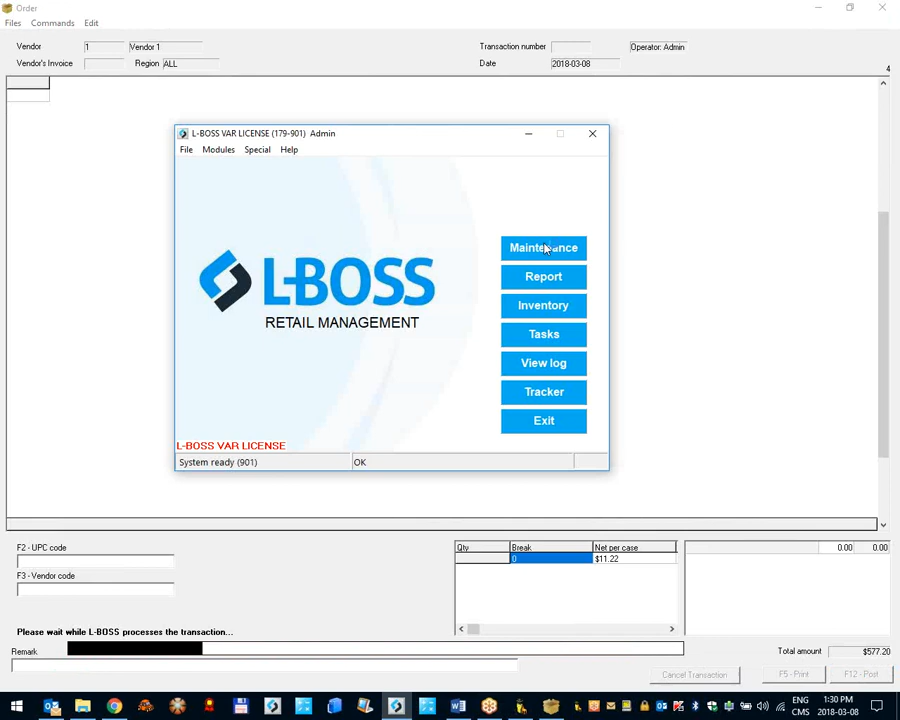 Order
Files Commands Edit
Vendor 1 Vendor 1 Transaction number Operator: Admin
Vendor's Invoice Region ALL Date 2018-03-08
4
L-BOSS VAR LICENSE (179-901) Admin
File Modules Special Help
Maintenance
Report
L-BOSS
Inventory
RETAIL MANAGEMENT
Tasks
View log
Tracker
Exit
L-BOSS VAR LICENSE
System ready (901) OK
F2 - UPC code
Qty Break Net per case 0.00 0.00
0 $11.22
F3 - Vendor code
Please wait while L-BOSS processes the transaction...
Remark Total amount $577.20
Cancel Transaction F5 - Print F12 - Post
ENG 1:30 PM
CMS 2018-03-08